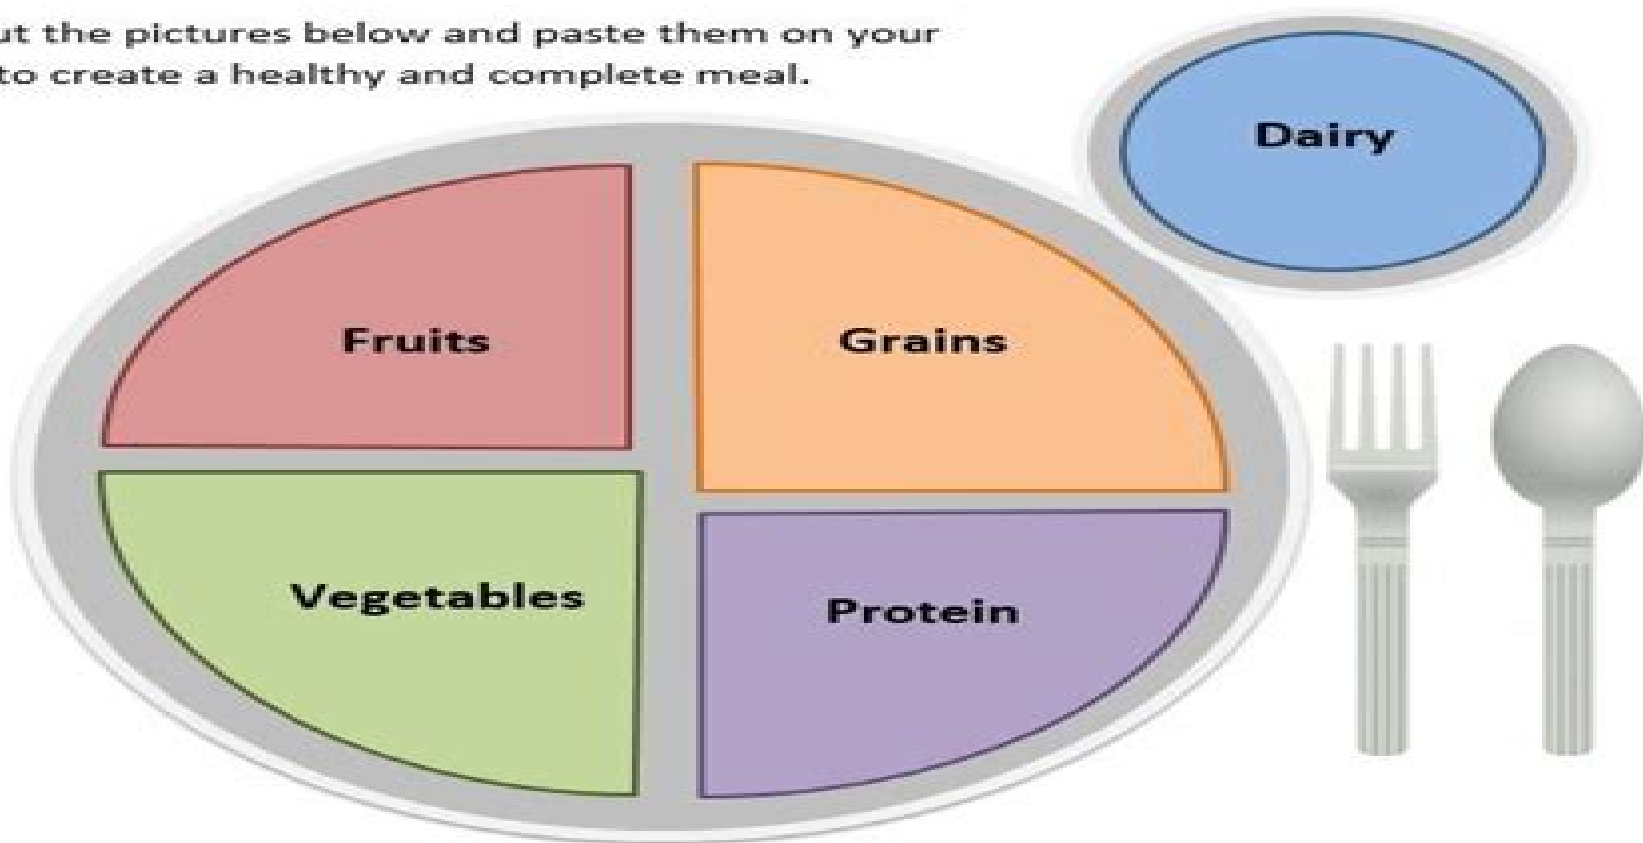 ut the pictures below and paste them on your
to create a healthy and complete meal.
Dairy
Fruits
Grains
Vegetables
Protein